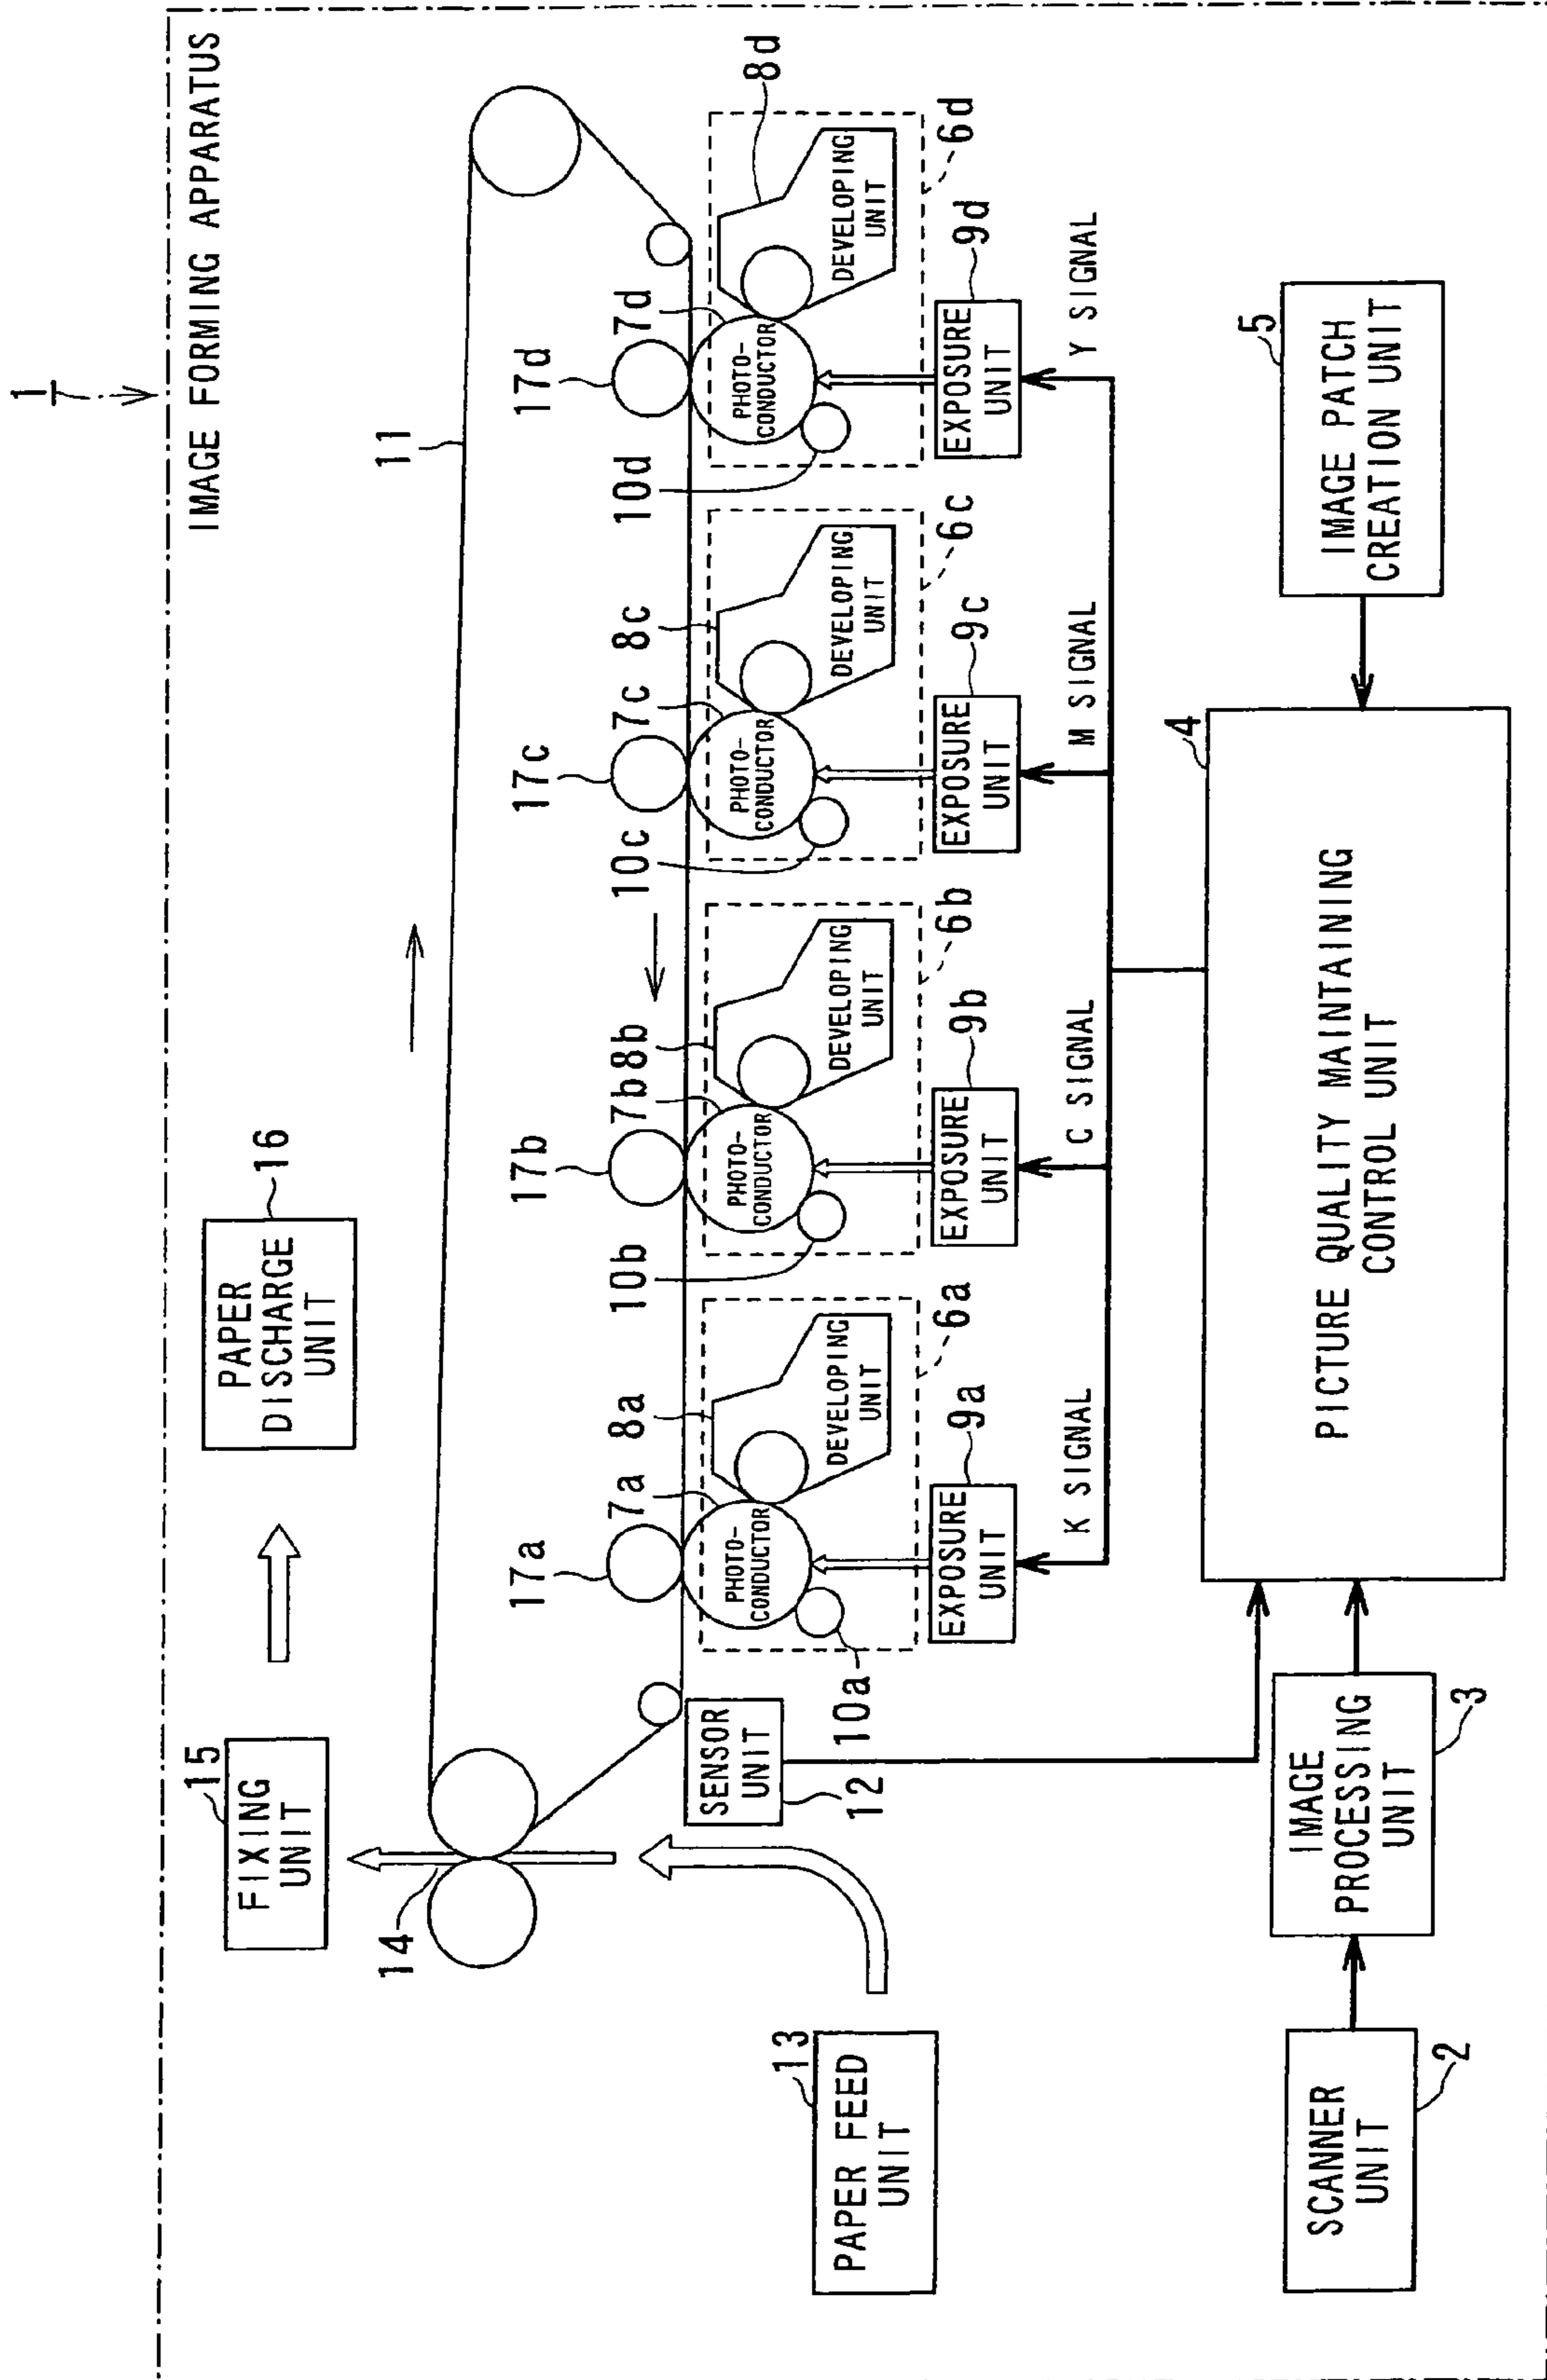 1
IMAGE FORMING APPARATUS
PAPER
DISCHARGE
UNIT
16
15
FIXING
UNIT
11
14
17a
7a
8a
17b
7b
8b
17c
7c
8c
17d
7d
8d
10b
10c
10d
PHOTO-
CONDUCTOR
DEVELOPING
UNIT
PHOTO-
CONDUCTOR
DEVELOPING
UNIT
PHOTO-
CONDUCTOR
DEVELOPING
UNIT
PHOTO-
CONDUCTOR
DEVELOPING
UNIT
SENSOR
UNIT
12
10a
6a
6b
6c
6d
EXPOSURE
UNIT
9a
EXPOSURE
UNIT
9b
EXPOSURE
UNIT
9c
EXPOSURE
UNIT
9d
K SIGNAL
C SIGNAL
M SIGNAL
Y SIGNAL
13
PAPER FEED
UNIT
SCANNER
UNIT
2
IMAGE
PROCESSING
UNIT
3
4
PICTURE QUALITY MAINTAINING
CONTROL UNIT
5
IMAGE PATCH
CREATION UNIT